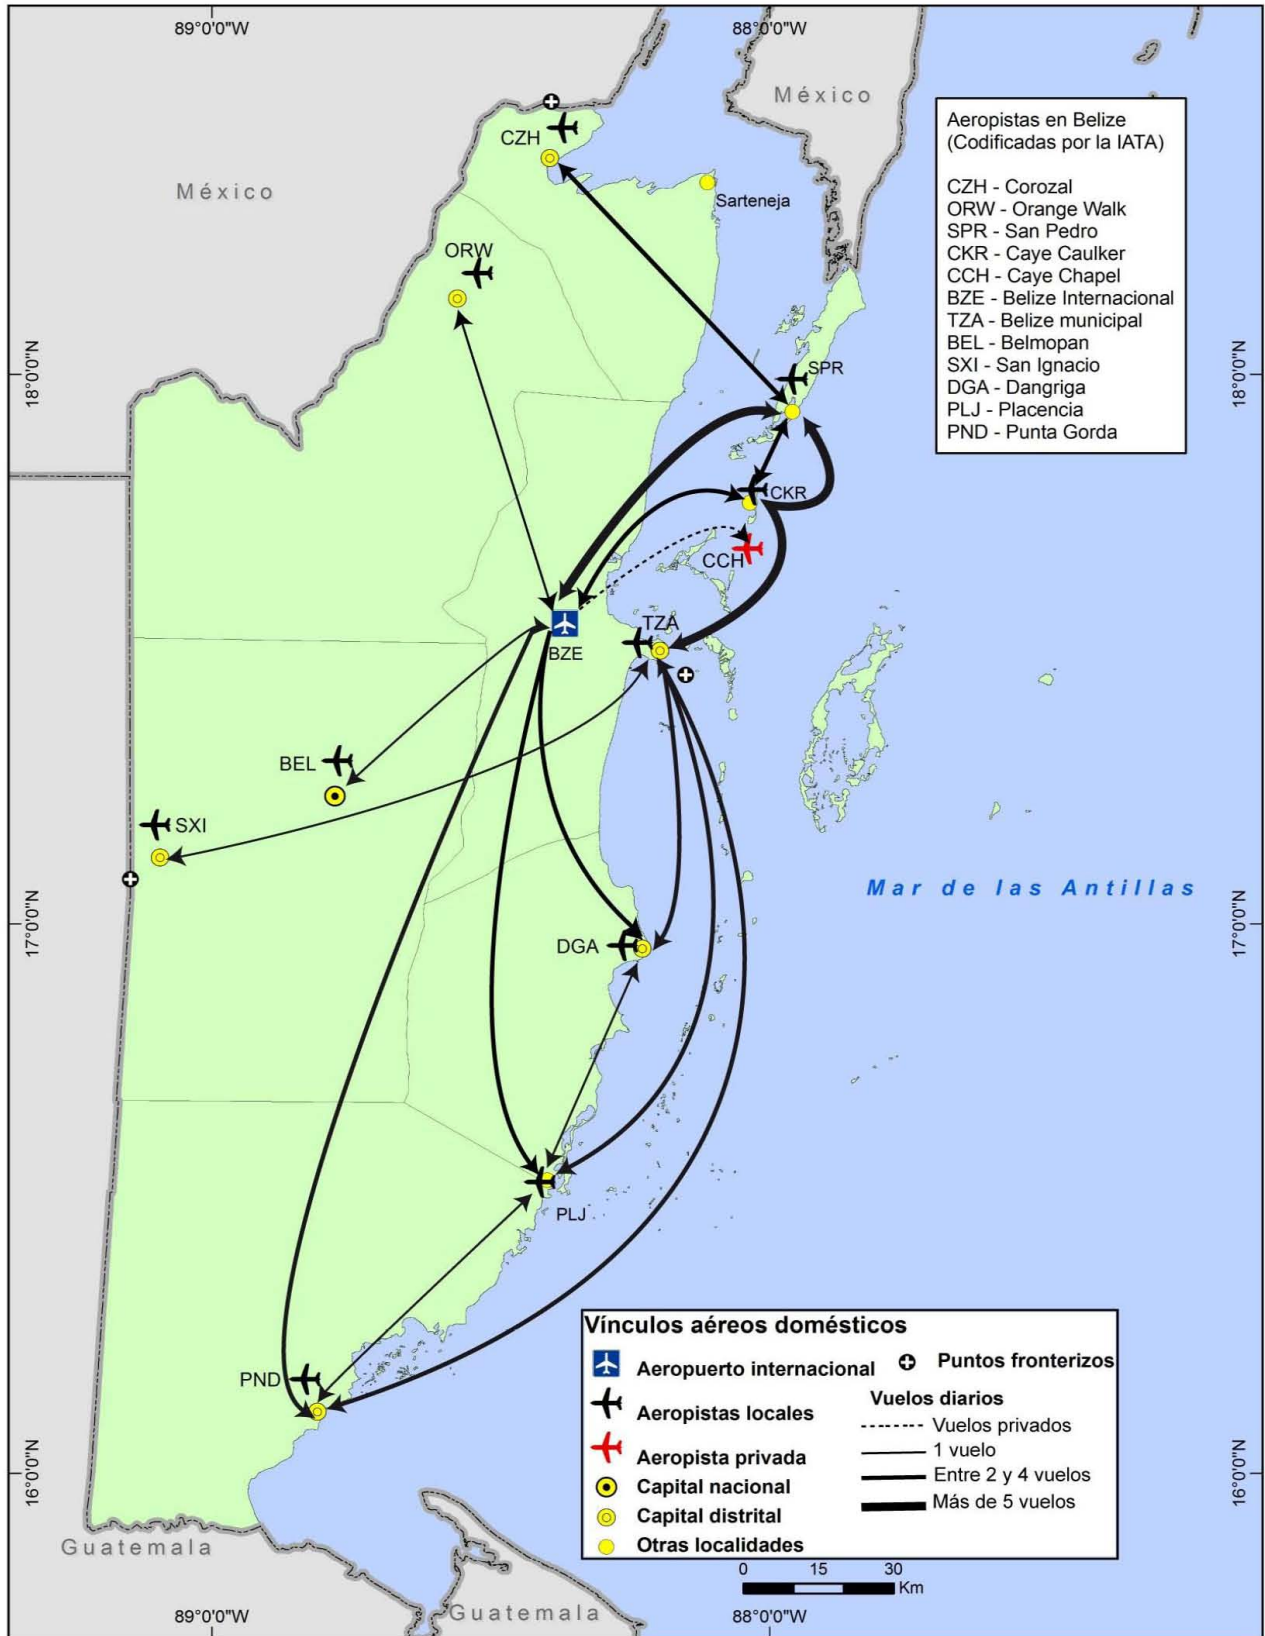 89°0'0"W
88°0'0"W
México
México
Aeropistas en Belize
(Codificadas por la IATA)
CZH - Corozal
ORW - Orange Walk
SPR - San Pedro
CKR - Caye Caulker
CCH - Caye Chapel
BZE - Belize Internacional
TZA - Belize municipal
BEL - Belmopan
SXI - San Ignacio
DGA - Dangriga
PLJ - Placencia
PND - Punta Gorda
CZH
Sarteneja
ORW
18°0'0"N
18°0'0"N
SPR
CKR
CCH
TZA
BZE
BEL
SXI
Mar de las Antillas
17°0'0"N
17°0'0"N
DGA
PLJ
PND
Vínculos aéreos domésticos
Aeropuerto internacional
Aeropistas locales
Aeropista privada
Capital nacional
Capital distrital
Otras localidades
Puntos fronterizos
Vuelos diarios
Vuelos privados
1 vuelo
Entre 2 y 4 vuelos
Más de 5 vuelos
16°0'0"N
16°0'0"N
Guatemala
Guatemala
0 15 30
Km
89°0'0"W
88°0'0"W